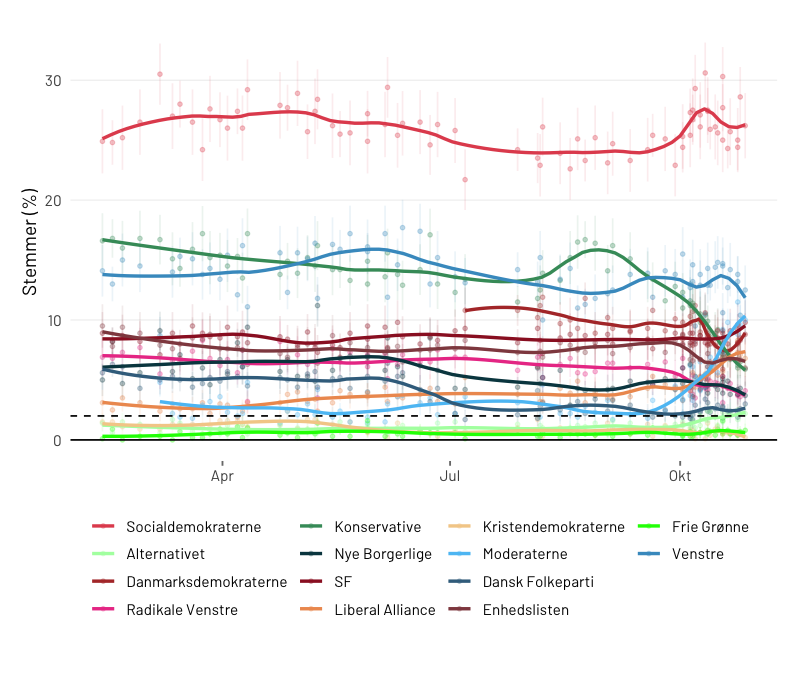 30
20
10
0
Stemmer (%)
Apr Jul Okt
Socialdemokraterne Konservative Kristendemokraterne Frie Grønne
Alternativet Nye Borgerlige Moderaterne Venstre
Danmarksdemokraterne SF Dansk Folkeparti
Radikale Venstre Liberal Alliance Enhedslisten